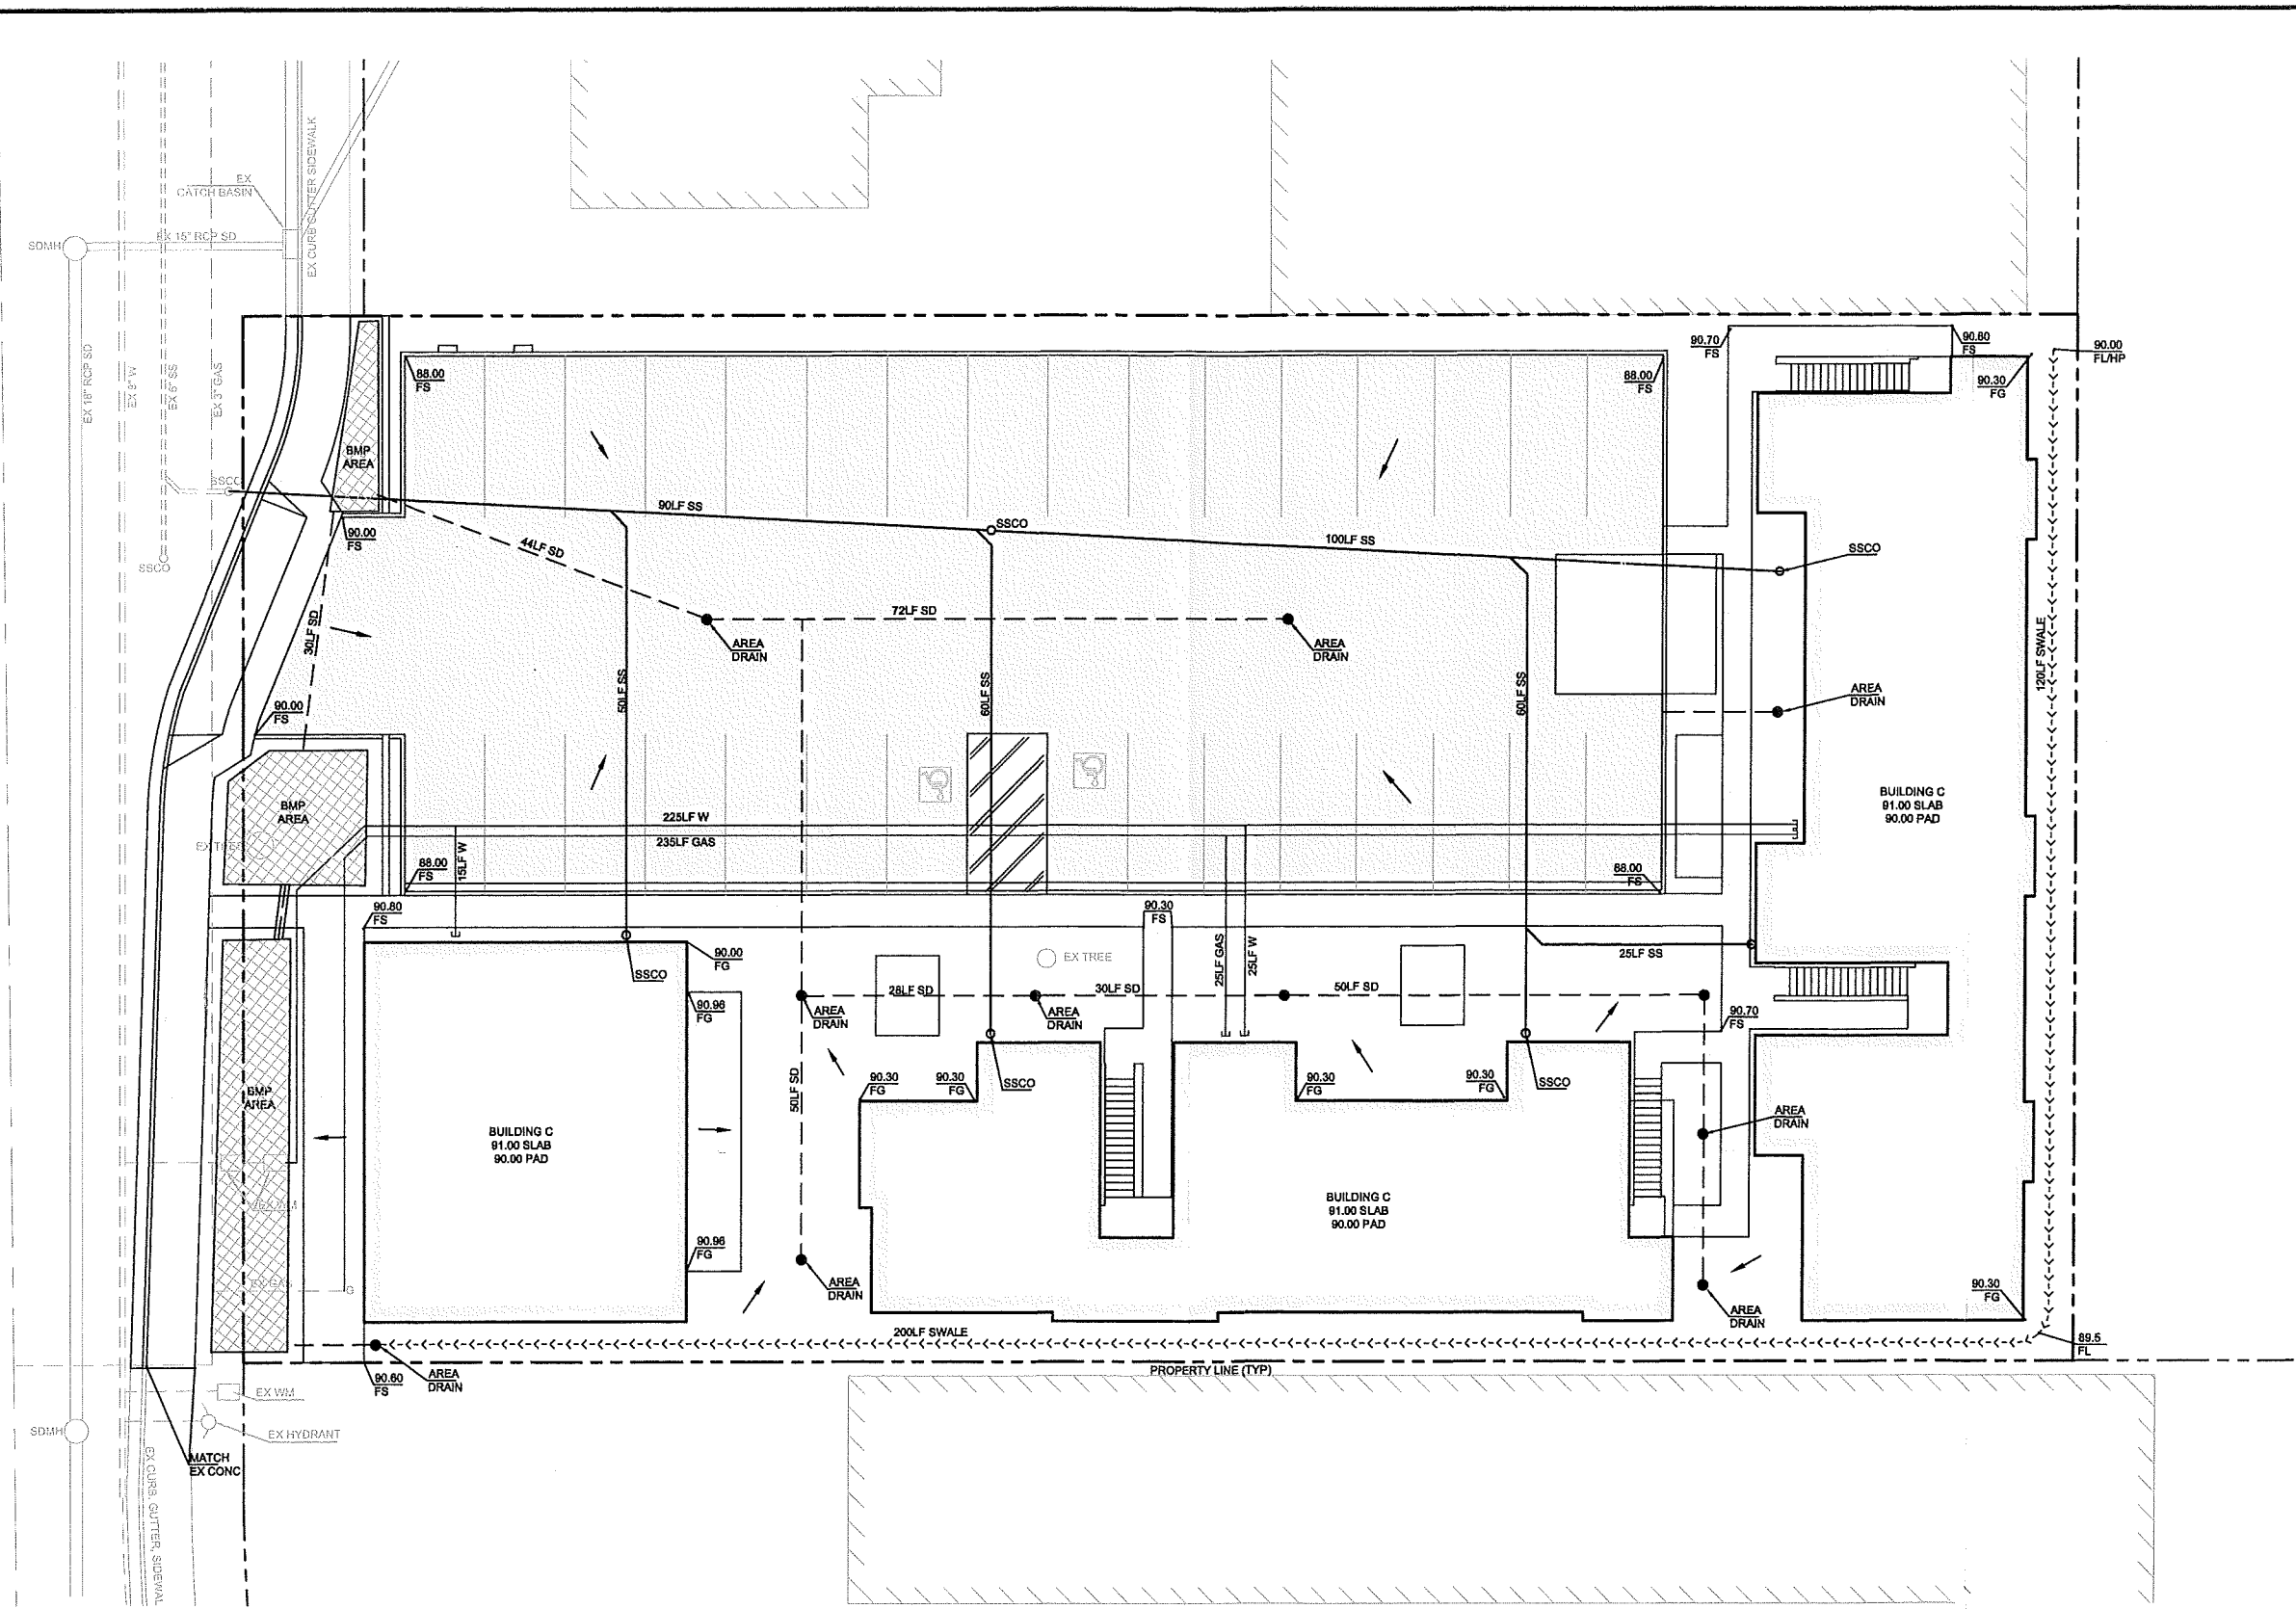 EX
CATCH BASIN
EX CURB GUTTER SIDEWALK
SDMH
EX 15" RCP SD
EX 18" RCP SD
EX 8" W
EX 6" SS
EX 3" GAS
90.70
FS
90.80
FS
90.00
FL/HP
88.00
FS
88.00
FS
90.30
FG
BMP
AREA
SSCO
90LF SS
SSCO
90.00
FS
44LF SD
100LF SS
SSCO
SSCO
30LF SD
72LF SD
AREA
DRAIN
AREA
DRAIN
120LF SWALE
50LF SS
60LF SS
60LF SS
AREA
DRAIN
90.00
FS
BMP
AREA
BUILDING C
91.00 SLAB
90.00 PAD
225LF W
EX TREE
235LF GAS
15LF W
88.00
FS
88.00
FS
90.80
FS
90.30
FS
90.00
FG
25LF GAS
25LF W
EX TREE
25LF SS
SSCO
90.96
FG
28LF SD
30LF SD
50LF SD
AREA
DRAIN
AREA
DRAIN
90.70
FS
50LF SD
90.30
FG
90.30
FG
SSCO
90.30
FG
90.30
FG
SSCO
BMP
AREA
AREA
DRAIN
BUILDING C
91.00 SLAB
90.00 PAD
EX WM
BUILDING C
91.00 SLAB
90.00 PAD
90.96
FG
EX GAS
G
AREA
DRAIN
90.30
FG
AREA
DRAIN
200LF SWALE
89.5
FL
PROPERTY LINE (TYP)
90.60
FS
AREA
DRAIN
EX WM
SDMH
EX HYDRANT
MATCH
EX CONC
EX CURB, GUTTER, SIDEWAL